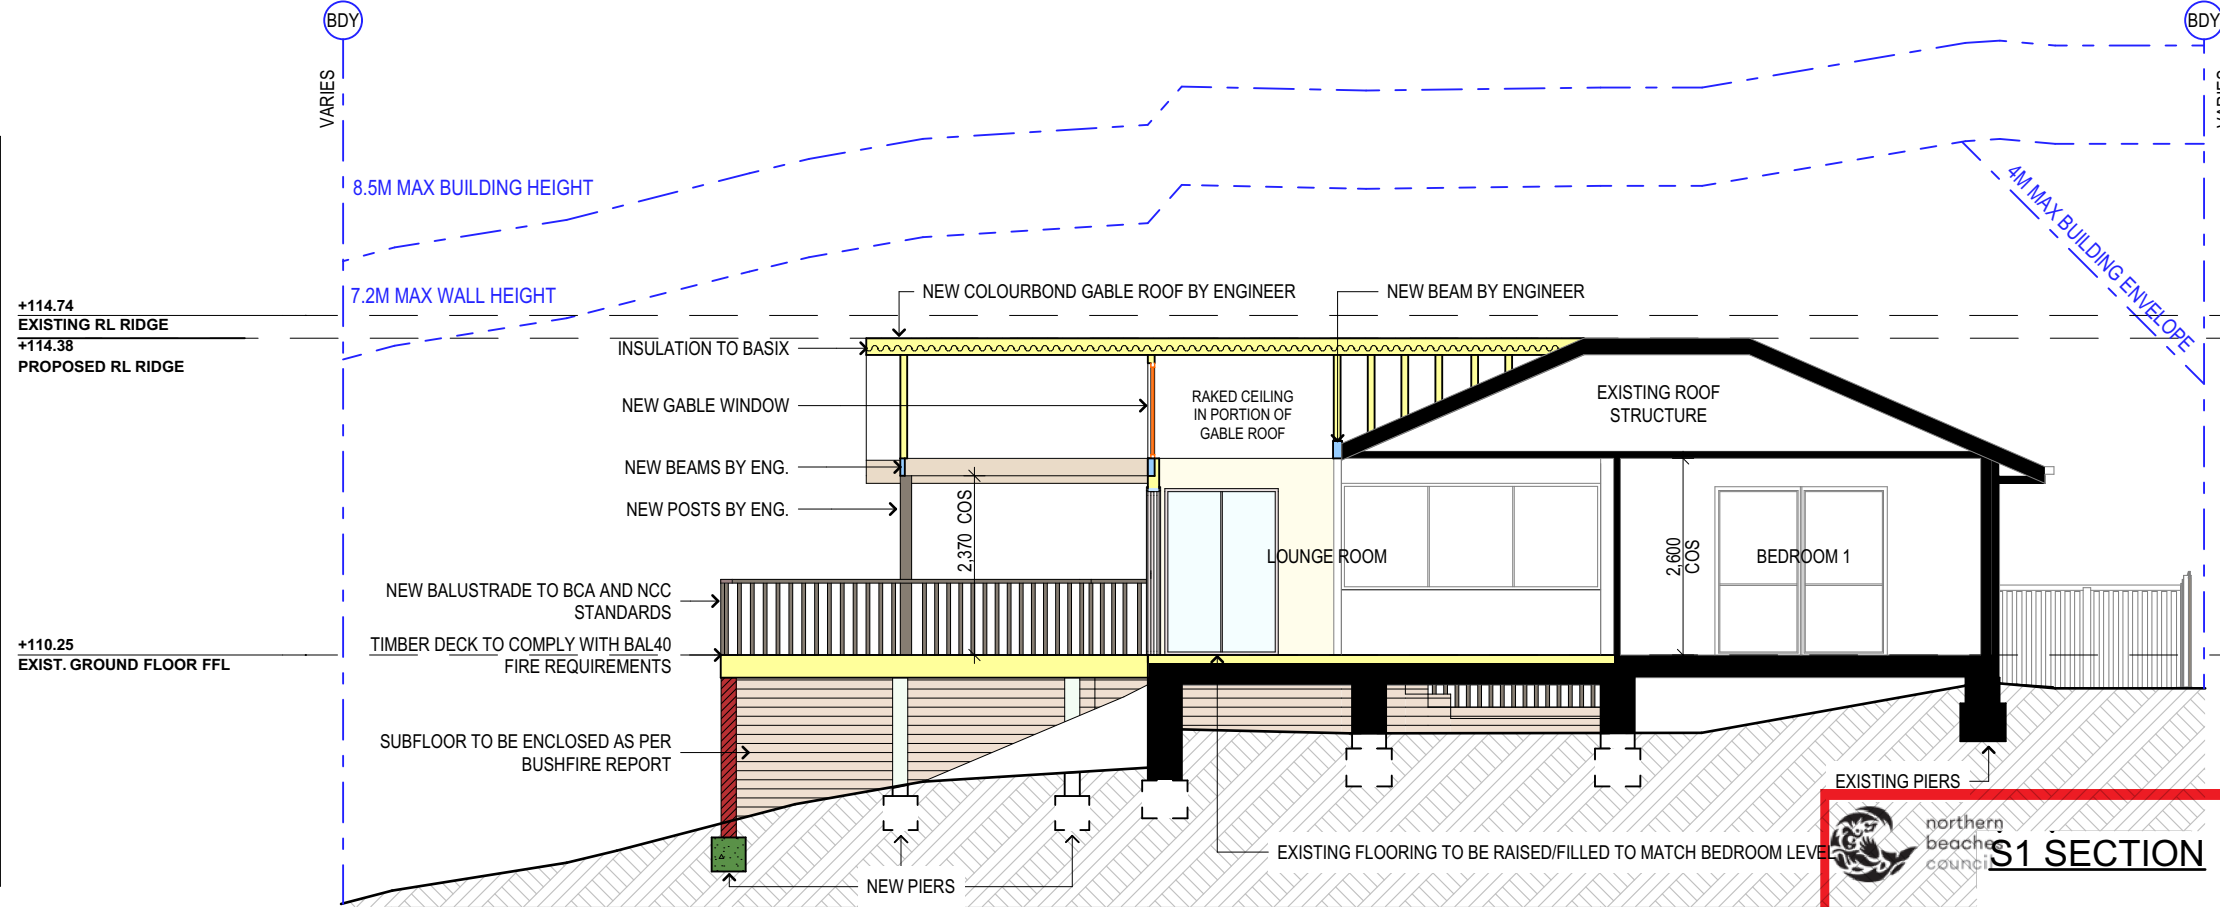 BDY
BDY
VARIES
VARIES
8.5M MAX BUILDING HEIGHT
7.2M MAX WALL HEIGHT
4M MAX BUILDING ENVELOPE
+114.74
EXISTING RL RIDGE
+114.38
PROPOSED RL RIDGE
NEW COLOURBOND GABLE ROOF BY ENGINEER
NEW BEAM BY ENGINEER
INSULATION TO BASIX
NEW GABLE WINDOW
RAKED CEILING
IN PORTION OF
GABLE ROOF
EXISTING ROOF
STRUCTURE
NEW BEAMS BY ENG.
NEW POSTS BY ENG.
2,370 COS
LOUNGE ROOM
2,600
COS
BEDROOM 1
NEW BALUSTRADE TO BCA AND NCC
STANDARDS
+110.25
EXIST. GROUND FLOOR FFL
TIMBER DECK TO COMPLY WITH BAL40
FIRE REQUIREMENTS
SUBFLOOR TO BE ENCLOSED AS PER
BUSHFIRE REPORT
EXISTING PIERS
EXISTING FLOORING TO BE RAISED/FILLED TO MATCH BEDROOM LEVEL
NEW PIERS
northern
beaches
council
S1 SECTION